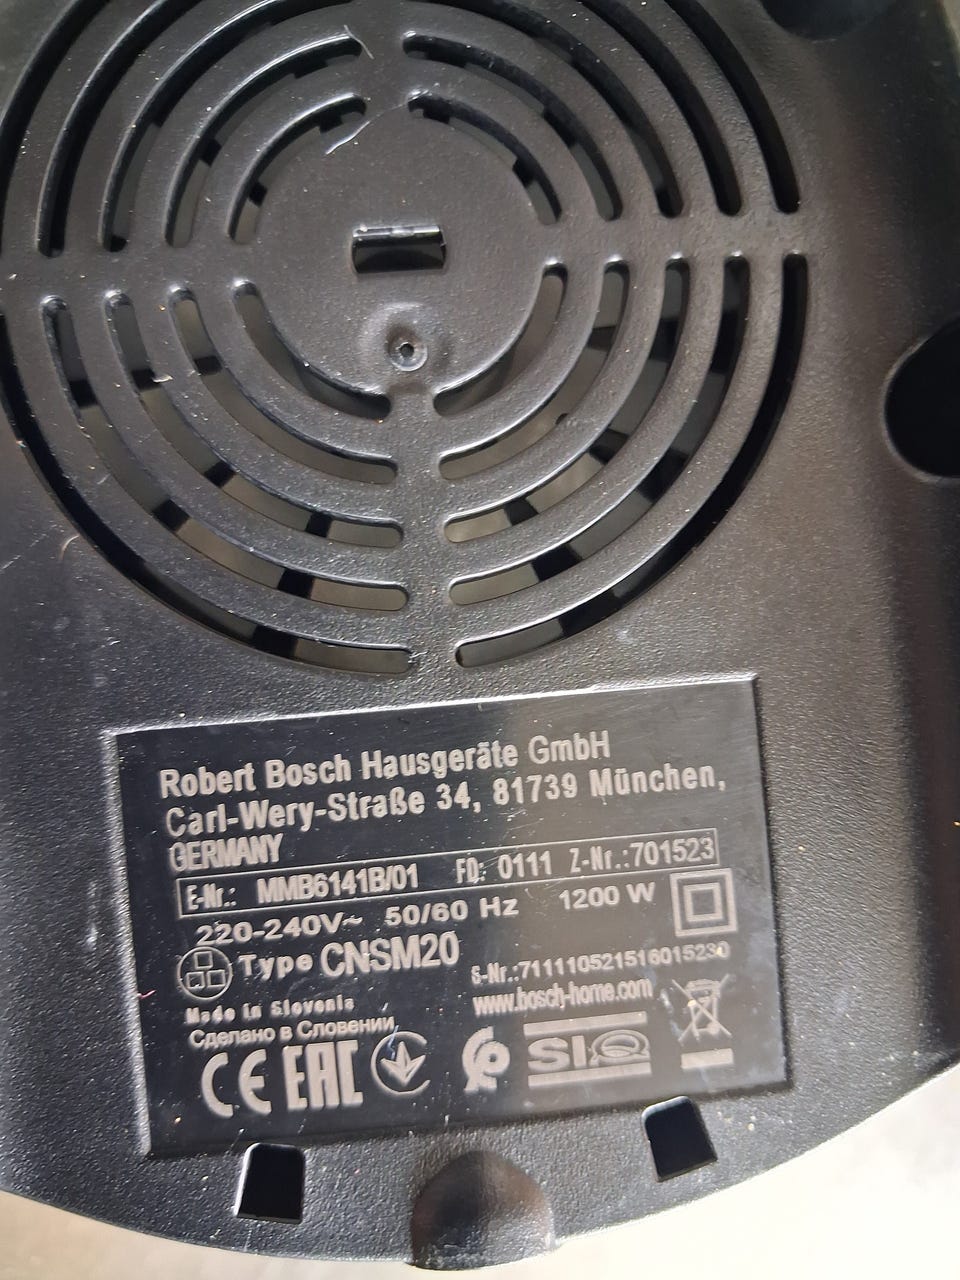 Robert Bosch Hausgeräte GmbH
Carl-Wery-Straße 34, 81739 München,
GERMANY
E-Nr.: MMB6141B/01 FD: 0111 Z-Nr.:701523
220-240V~ 50/60 Hz 1200 W
Type CNSM20
S-Nr.:711110521516015230
Made in Slovenia
www.bosch-home.com
Сделано в Словении
CE EAC SIQ